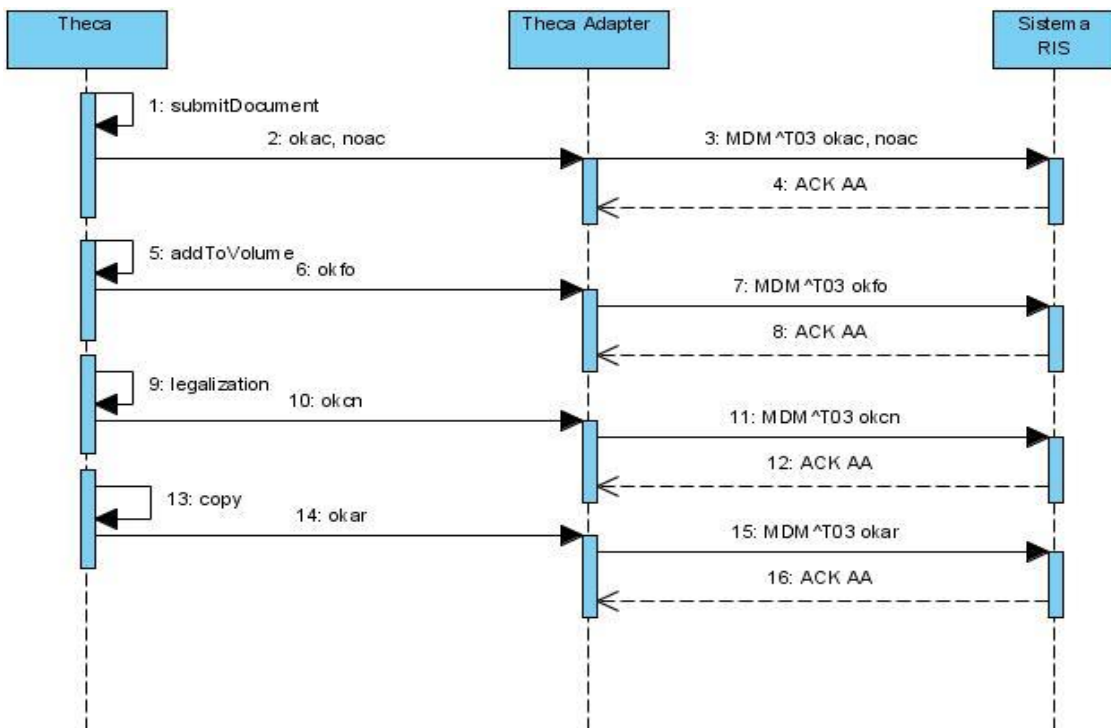 Theca
Theca Adapter
Sistema
RIS
1: submitDocument
2: okac, noac
3: MDM^T03 okac, noac
4: ACK AA
5: addToVolume
6: okfo
7: MDM^T03 okfo
8: ACK AA
9: legalization
10: okcn
11: MDM^T03 okcn
12: ACK AA
13: copy
14: okar
15: MDM^T03 okar
16: ACK AA